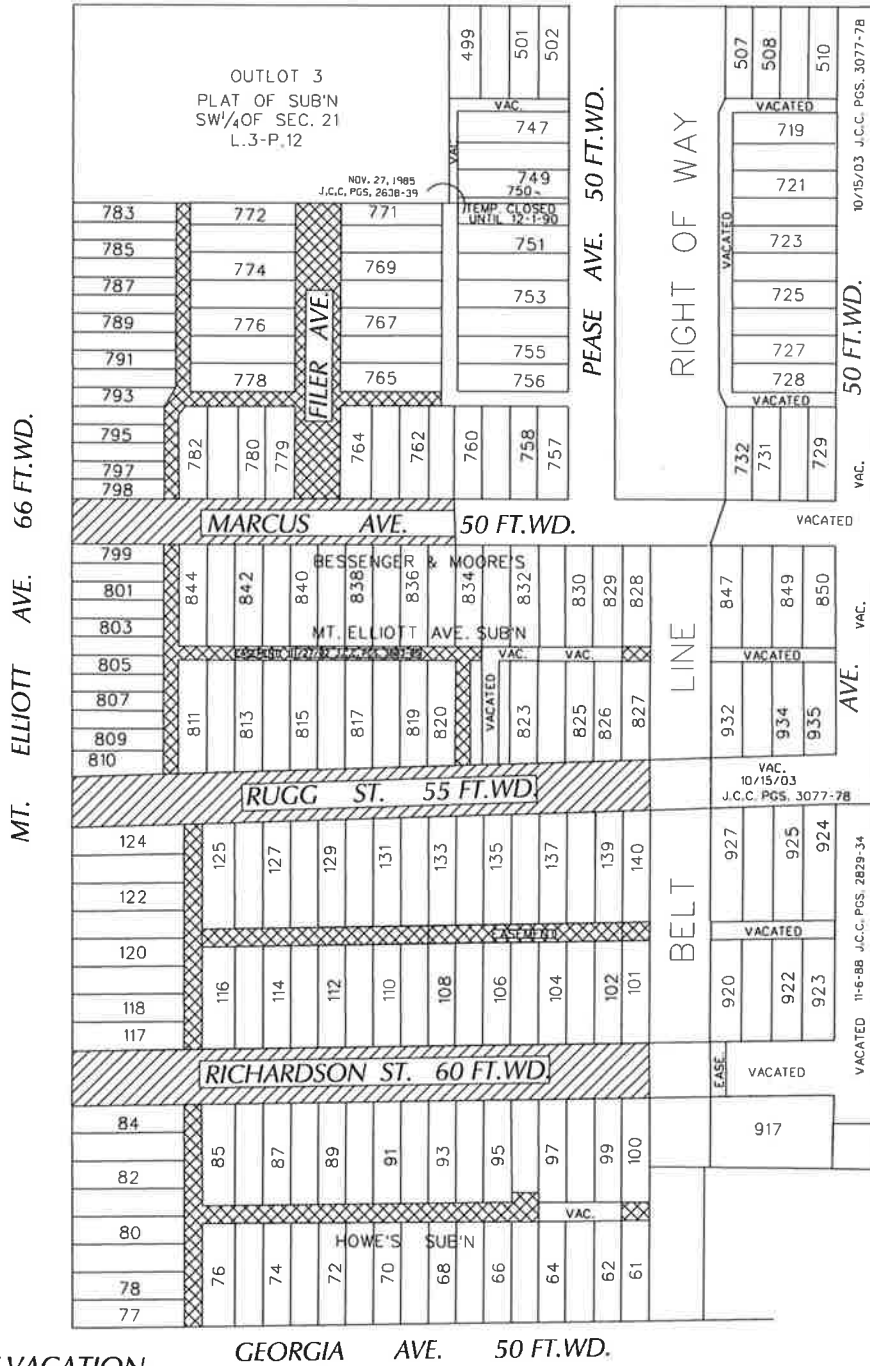 OUTLOT 3
PLAT OF SUB'N
SW¼OF SEC. 21
L.3-P.12
NOV. 27, 1985
J.C.C. PGS. 2638-39
499 501 502
VAC.
VAC
747
749
750
TEMP. CLOSED
UNTIL 12-1-90
751
753
755
756
PEASE AVE. 50 FT.WD.
RIGHT OF WAY
507 508 510
VACATED
719
721
723
725
727
728
VACATED
VACATED
732 731 729
10/15/03 J.C.C. PGS. 3077-78
50 FT.WD.
VAC.
783
785
787
789
791
793
795
797
798
772
774
776
778
FILER AVE.
771
769
767
765
782 780 779 764 762 760 758 757
MT. ELLIOTT AVE. 66 FT.WD.
MARCUS AVE. 50 FT.WD.
VACATED
799
801
803
805
807
809
810
BESSENGER & MOORE'S
844 842 840 838 836 834 832 830 829 828
MT. ELLIOTT AVE. SUB'N
VAC. VAC.
VACATED
811 813 815 817 819 820 823 825 826 827
LINE
847 849 850
VACATED
932 934 935
VAC.
AVE.
RUGG ST. 55 FT.WD.
VAC.
10/15/03
J.C.C. PGS. 3077-78
124
122
120
118
117
125 127 129 131 133 135 137 139 140
EASEMENT
116 114 112 110 108 106 104 102 101
BELT
927 925 924
VACATED
920 922 923
VACATED 11-6-88 J.C.C. PGS. 2829-34
RICHARDSON ST. 60 FT.WD.
EASE.
VACATED
917
84
82
80
78
77
85 87 89 91 93 95 97 99 100
VAC.
HOWE'S SUB'N
76 74 72 70 68 66 64 62 61
GEORGIA AVE. 50 FT.WD.
VACATION